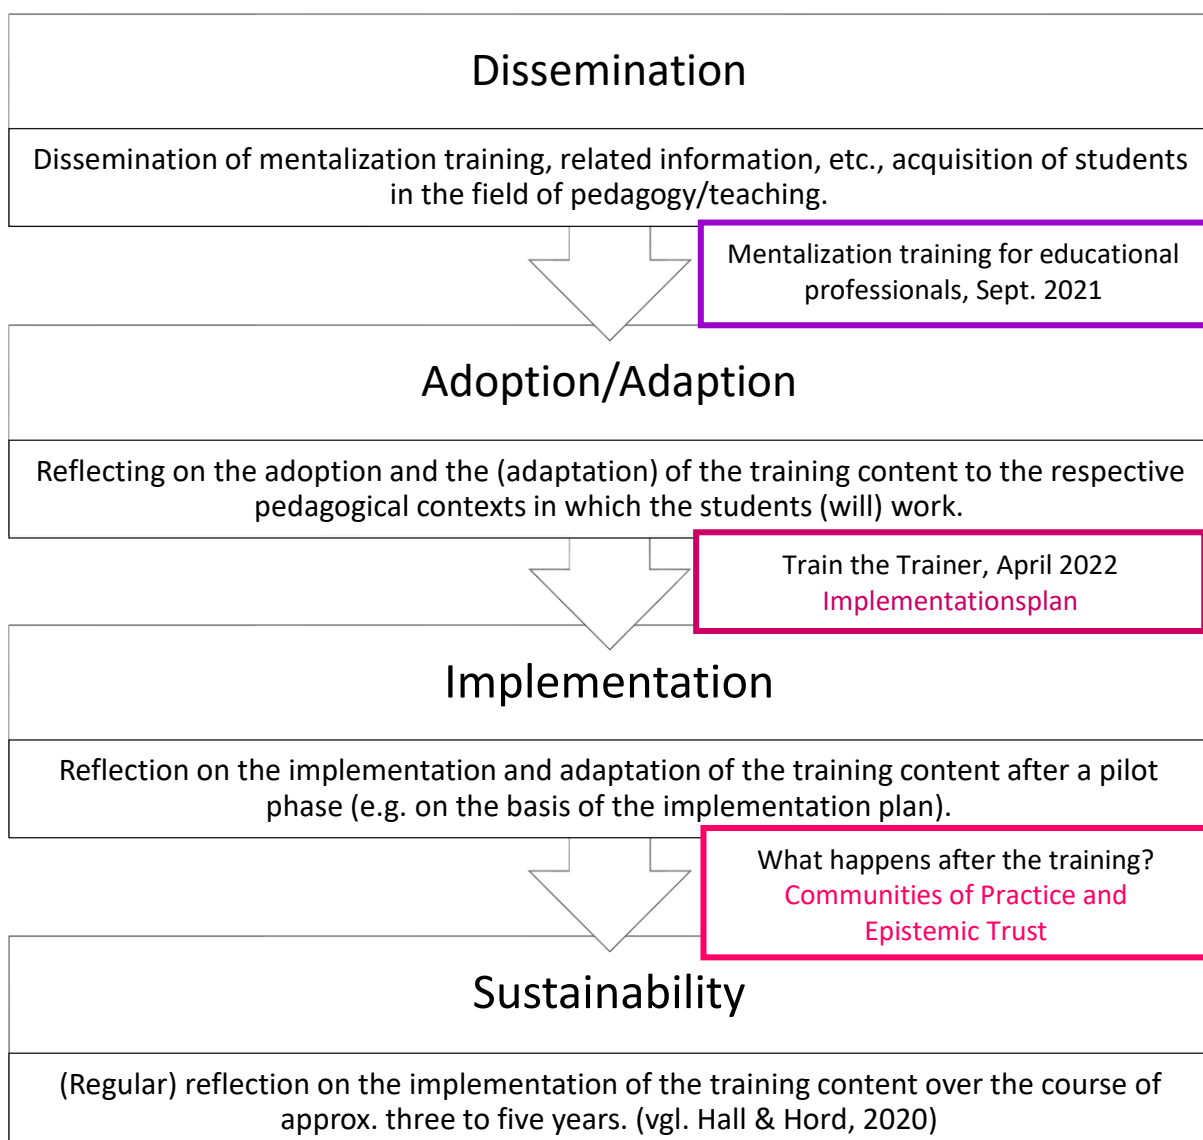 Dissemination
Dissemination of mentalization training, related information, etc., acquisition of students
in the field of pedagogy/teaching.
Mentalization training for educational
professionals, Sept. 2021
Adoption/Adaption
Reflecting on the adoption and the (adaptation) of the training content to the respective
pedagogical contexts in which the students (will) work.
Train the Trainer, April 2022
Implementationsplan
Implementation
Reflection on the implementation and adaptation of the training content after a pilot
phase (e.g. on the basis of the implementation plan).
What happens after the training?
Communities of Practice and
Epistemic Trust
Sustainability
(Regular) reflection on the implementation of the training content over the course of
approx. three to five years. (vgl. Hall & Hord, 2020)